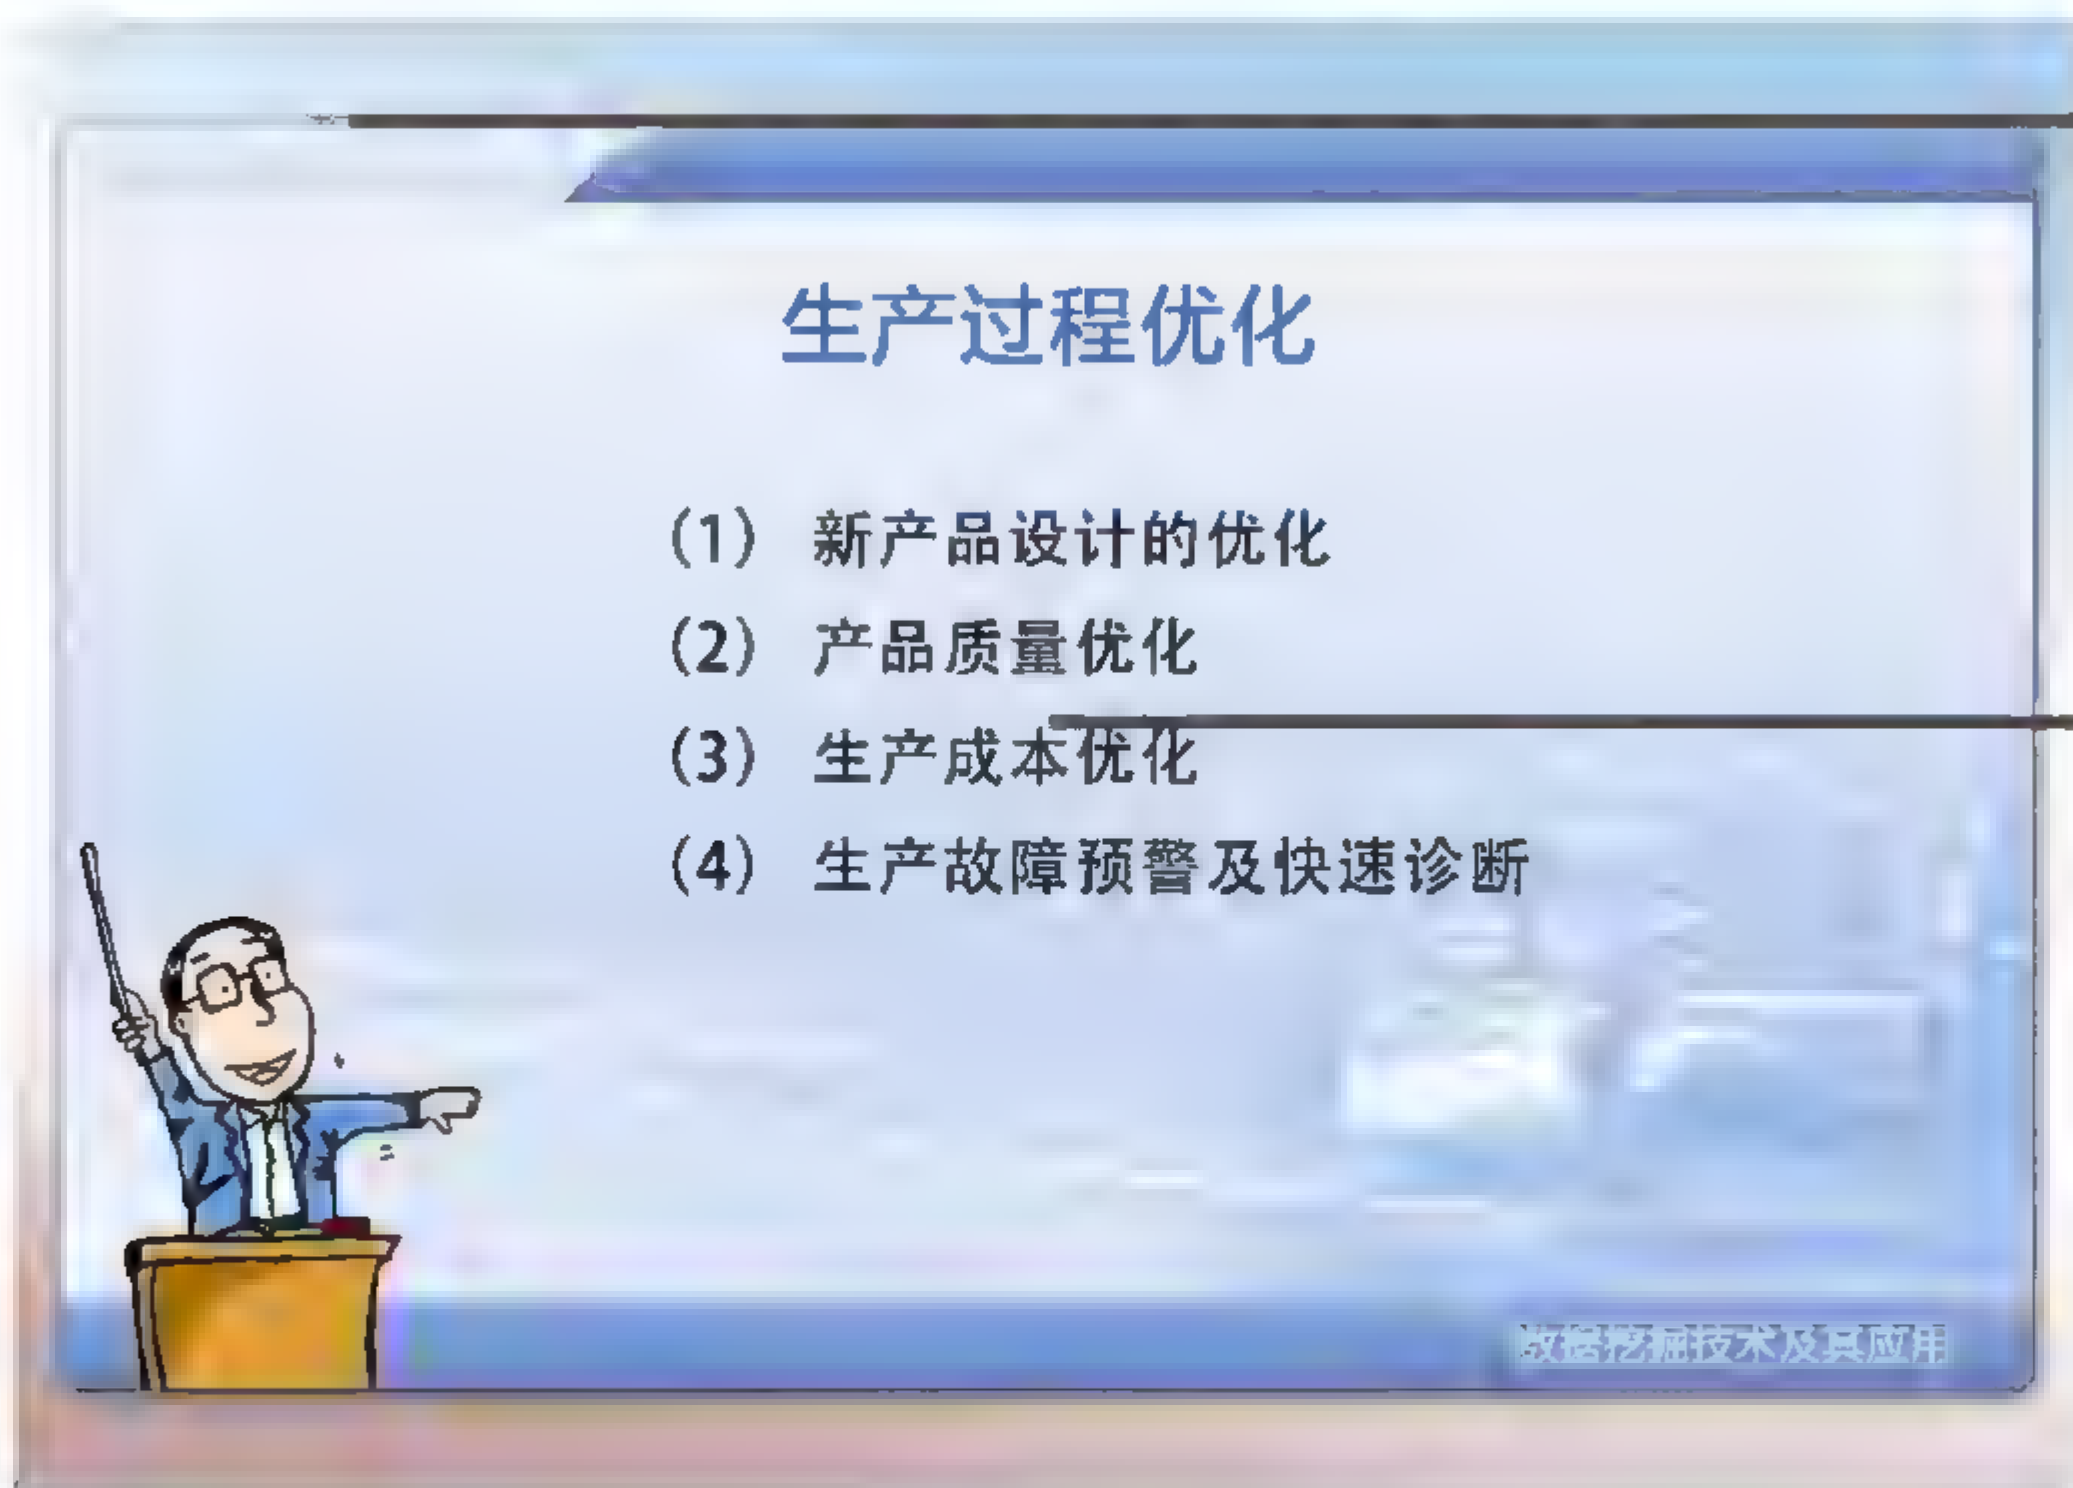 生产过程优化
（1） 新产品设计的优化
（2） 产品质量优化
（3） 生产成本优化
（4） 生产故障预警及快速诊断
数据挖掘技术及其应用